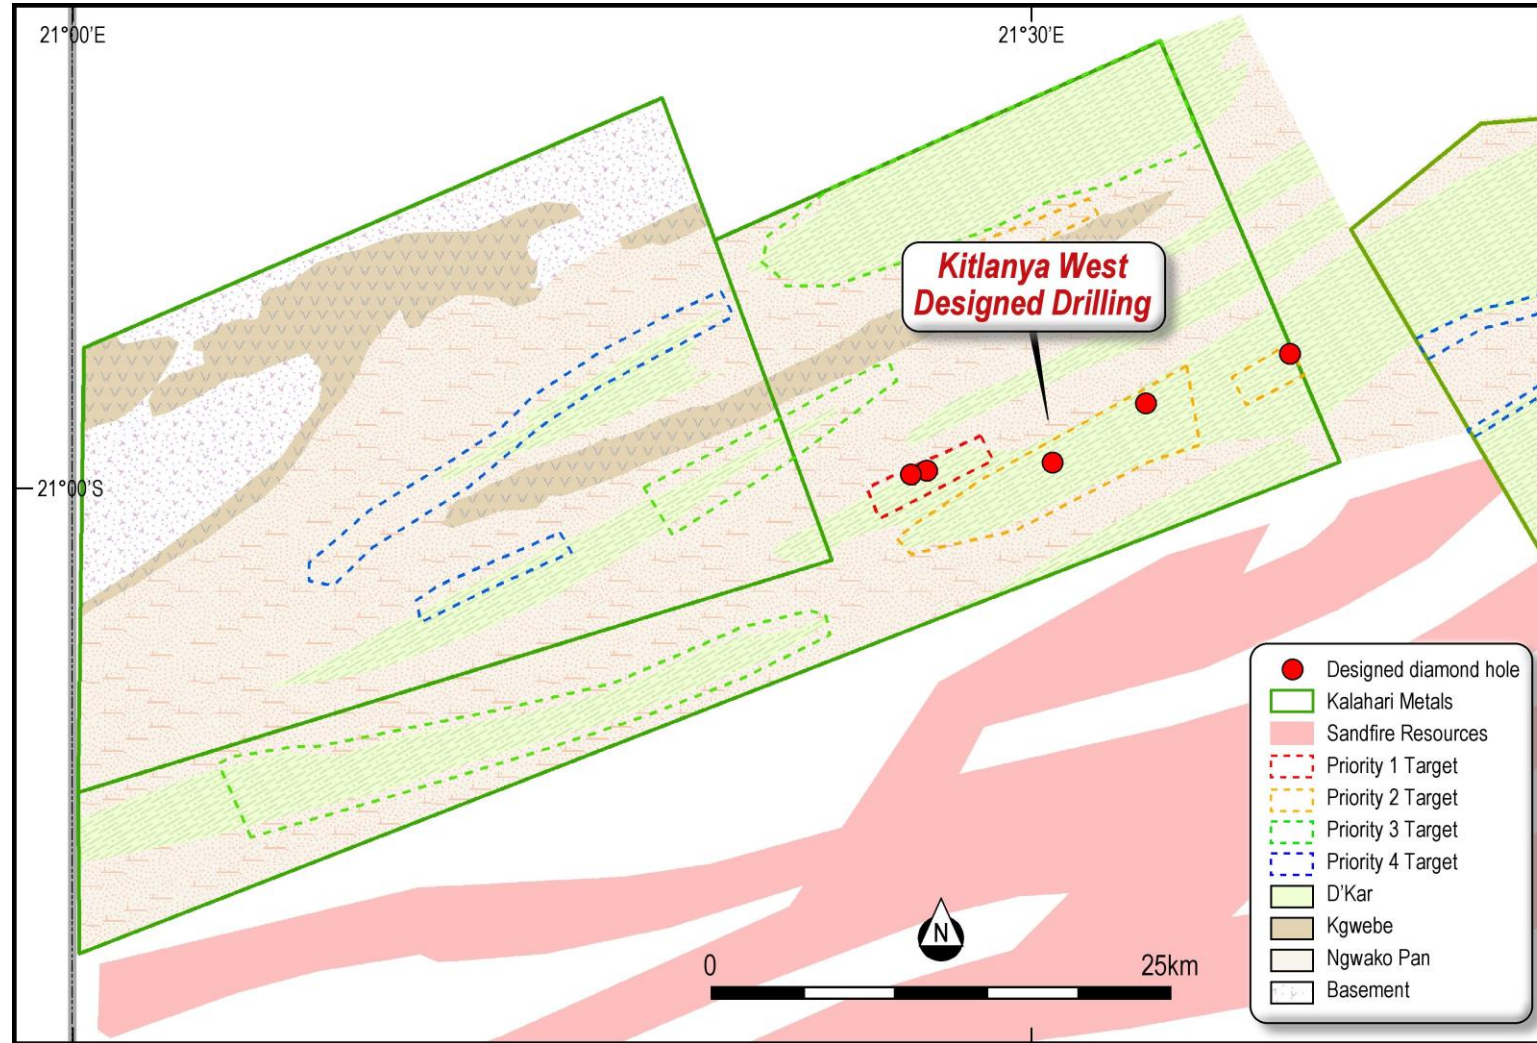 21°00'E
21°30'E
Kitlanya West
Designed Drilling
21°00'S
Designed diamond hole
Kalahari Metals
Sandfire Resources
Priority 1 Target
Priority 2 Target
Priority 3 Target
Priority 4 Target
D'Kar
Kgwebe
Ngwako Pan
Basement
N
0
25km